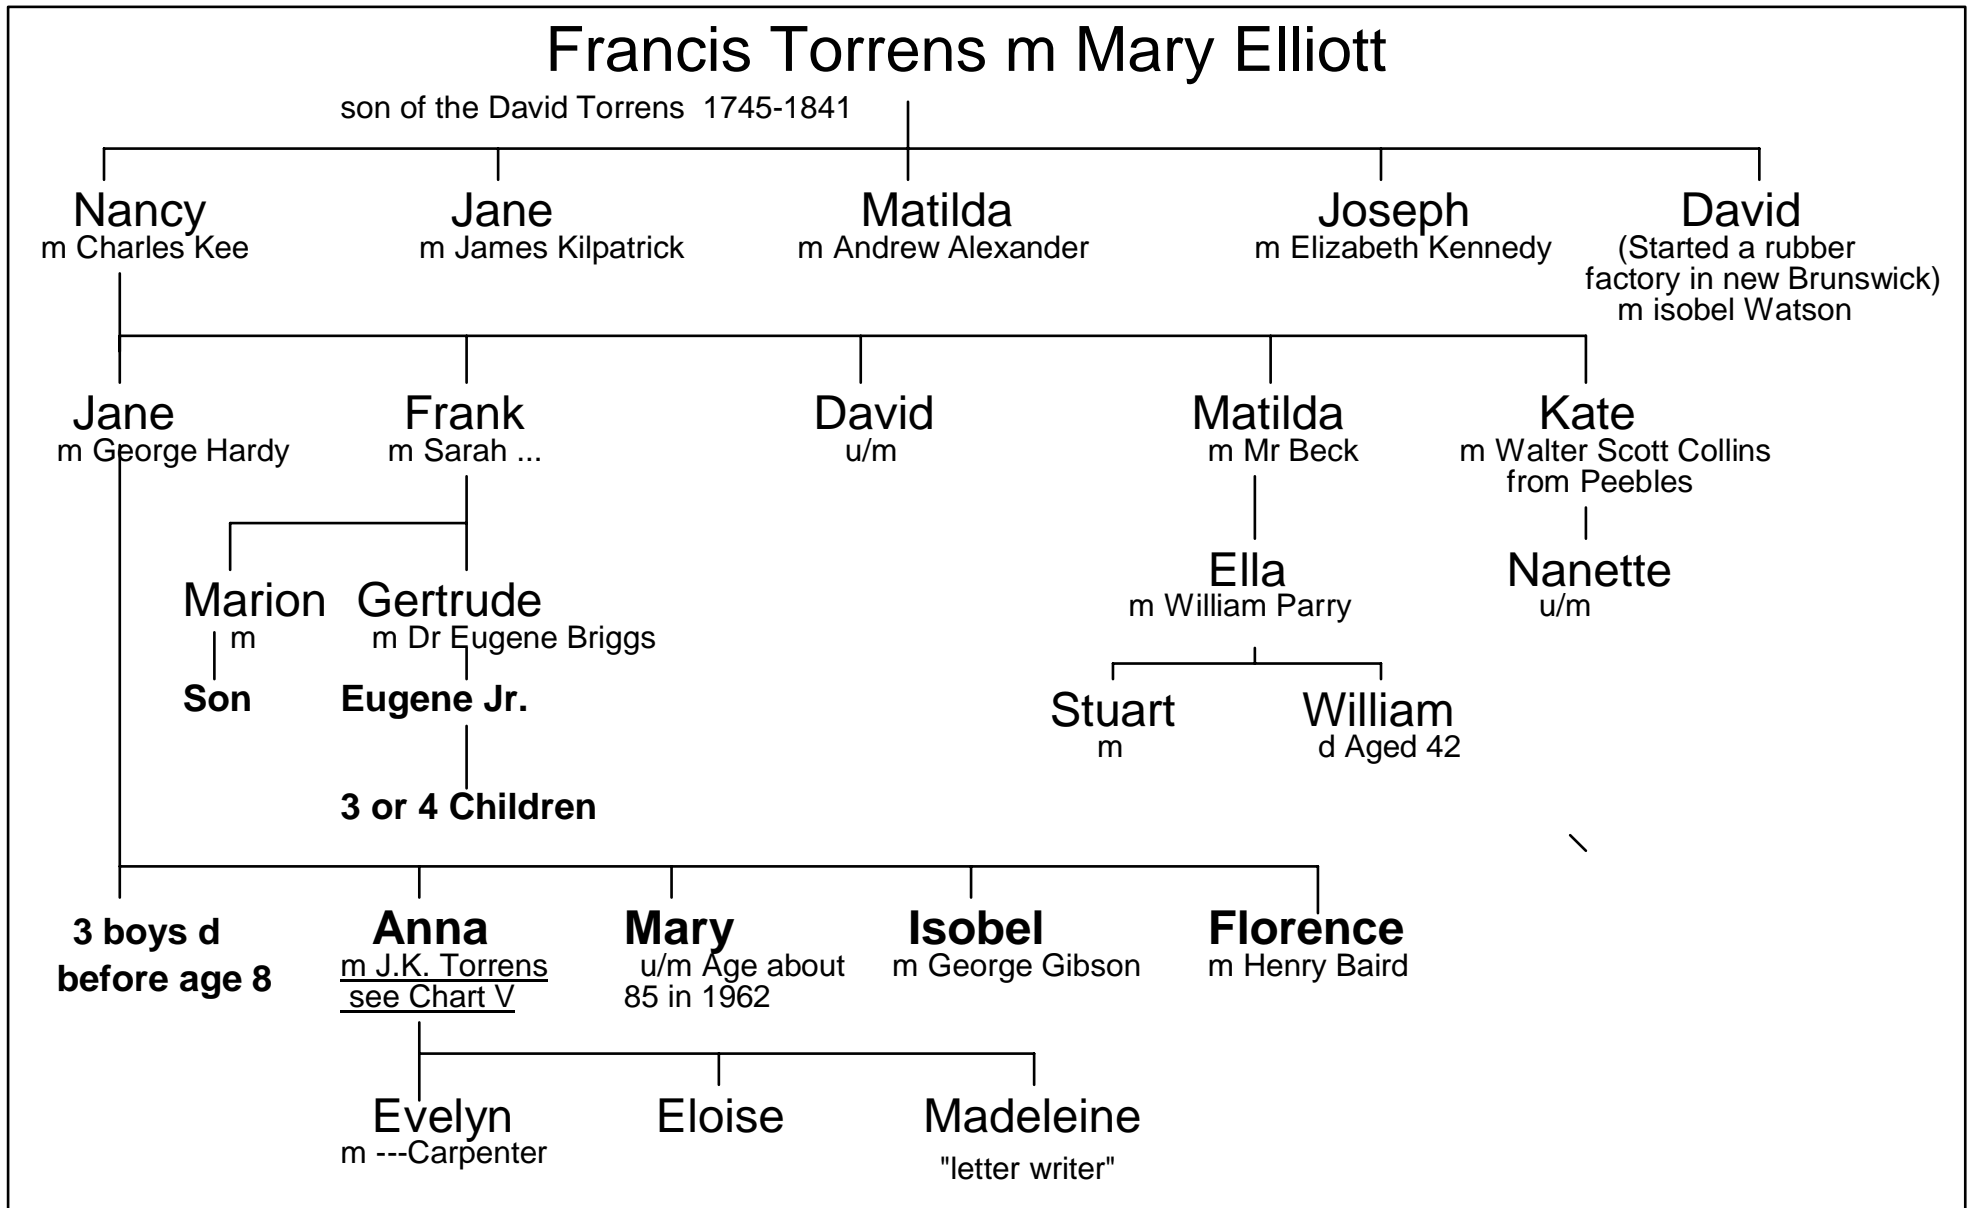 Francis Torrens m Mary Elliott
son of the David Torrens 1745-1841
Nancy
m Charles Kee
Jane
m James Kilpatrick
Matilda
m Andrew Alexander
Joseph
m Elizabeth Kennedy
David
(Started a rubber
factory in new Brunswick)
m isobel Watson
Jane
m George Hardy
Frank
m Sarah ...
David
u/m
Matilda
m Mr Beck
Kate
m Walter Scott Collins
from Peebles
Marion
m
Gertrude
m Dr Eugene Briggs
Ella
m William Parry
Nanette
u/m
Son
Eugene Jr.
Stuart
m
William
d Aged 42
3 or 4 Children
3 boys d
before age 8
Anna
m J.K. Torrens
see Chart V
Mary
u/m Age about
85 in 1962
Isobel
m George Gibson
Florence
m Henry Baird
Evelyn
m ---Carpenter
Eloise
Madeleine
"letter writer"